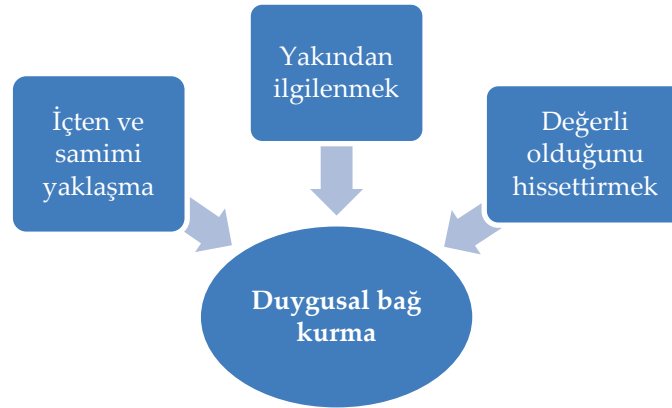 İçten ve
samimi
yaklaşma
Yakından
ilgilenmek
Değerli
olduğunu
hissettirmek
Duygusal bağ
kurma